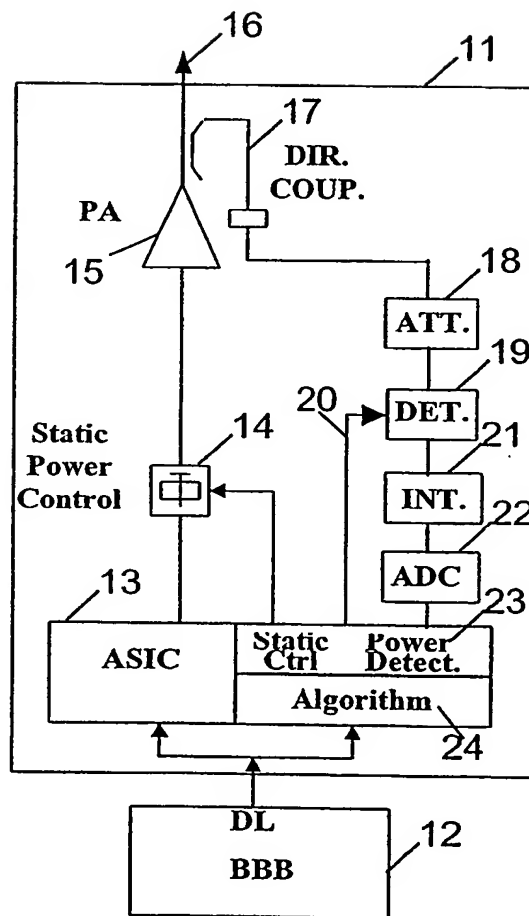 16
11
17
DIR.
COUP.
PA
15
18
ATT.
19
20
DET.
21
Static
Power
Control
14
INT.
22
ADC
13
23
ASIC
Static
Ctrl
Power
Detect.
Algorithm
24
DL
BBB
12